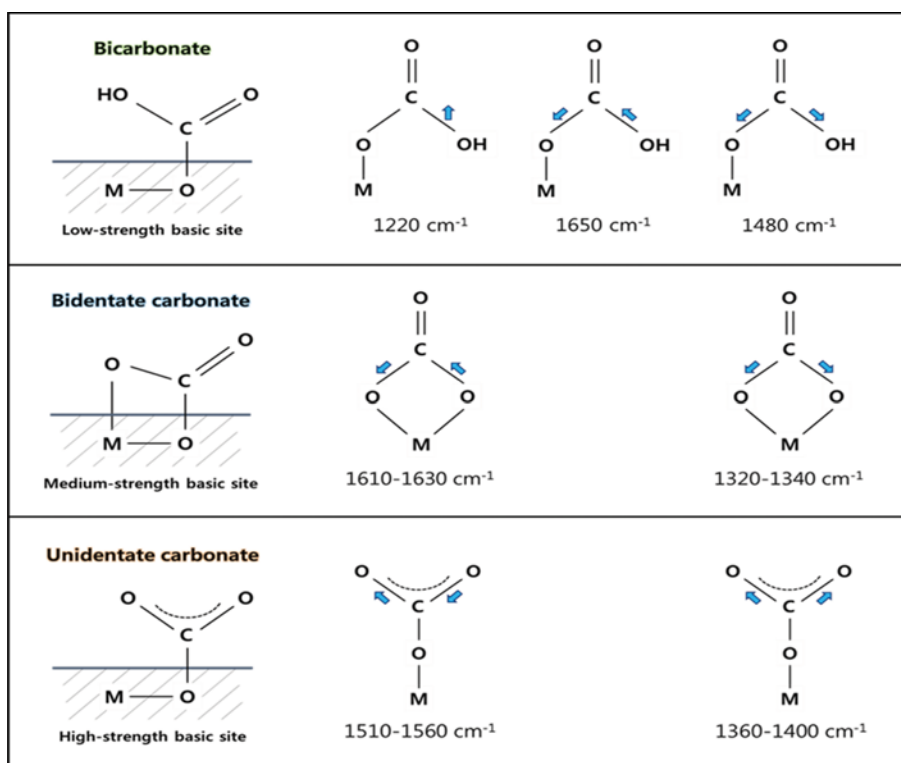 Bicarbonate
HO
O
C
M
O
Low-strength basic site
O
C
O
OH
M
1220 cm⁻¹
O
C
O
OH
M
1650 cm⁻¹
O
C
O
OH
M
1480 cm⁻¹
Bidentate carbonate
O
O
C
M
O
Medium-strength basic site
O
C
O
O
M
1610-1630 cm⁻¹
O
C
O
O
M
1320-1340 cm⁻¹
Unidentate carbonate
O
O
C
M
O
High-strength basic site
O
O
C
O
M
1510-1560 cm⁻¹
O
O
C
O
M
1360-1400 cm⁻¹